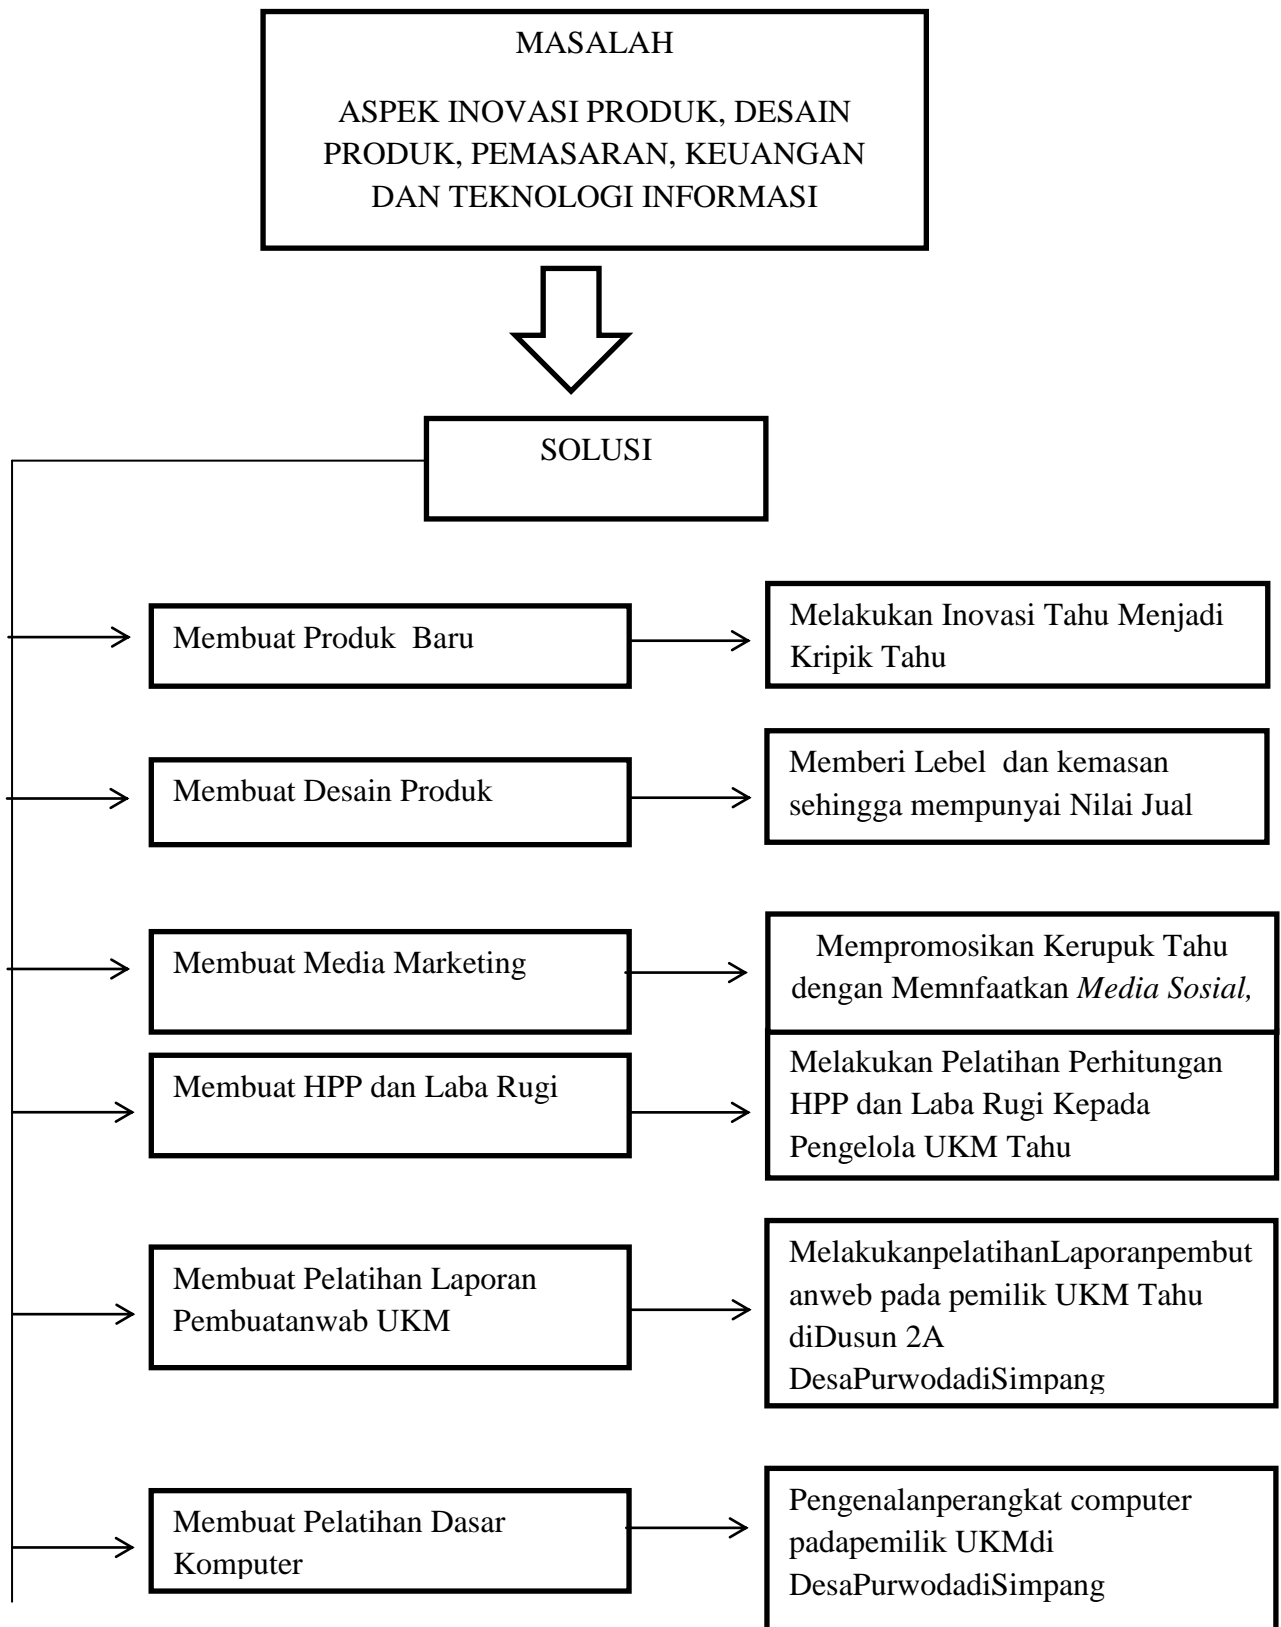 MASALAH
ASPEK INOVASI PRODUK, DESAIN
PRODUK, PEMASARAN, KEUANGAN
DAN TEKNOLOGI INFORMASI
SOLUSI
Membuat Produk  Baru
Melakukan Inovasi Tahu Menjadi
Kripik Tahu
Membuat Desain Produk
Memberi Lebel  dan kemasan
sehingga mempunyai Nilai Jual
Membuat Media Marketing
Mempromosikan Kerupuk Tahu
dengan Memnfaatkan Media Sosial,
Membuat HPP dan Laba Rugi
Melakukan Pelatihan Perhitungan
HPP dan Laba Rugi Kepada
Pengelola UKM Tahu
Membuat Pelatihan Laporan
Pembuatanwab UKM
MelakukanpelatihanLaporanpembut
anweb pada pemilik UKM Tahu
diDusun 2A
DesaPurwodadiSimpang
Membuat Pelatihan Dasar
Komputer
Pengenalanperangkat computer
padapemilik UKMdi
DesaPurwodadiSimpang